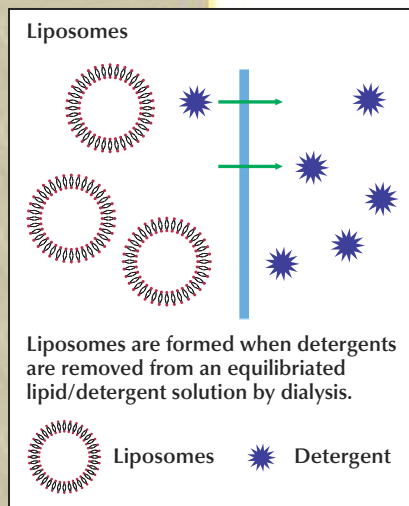 Liposomes
Liposomes are formed when detergents
are removed from an equilibriated
lipid/detergent solution by dialysis.
Liposomes
Detergent